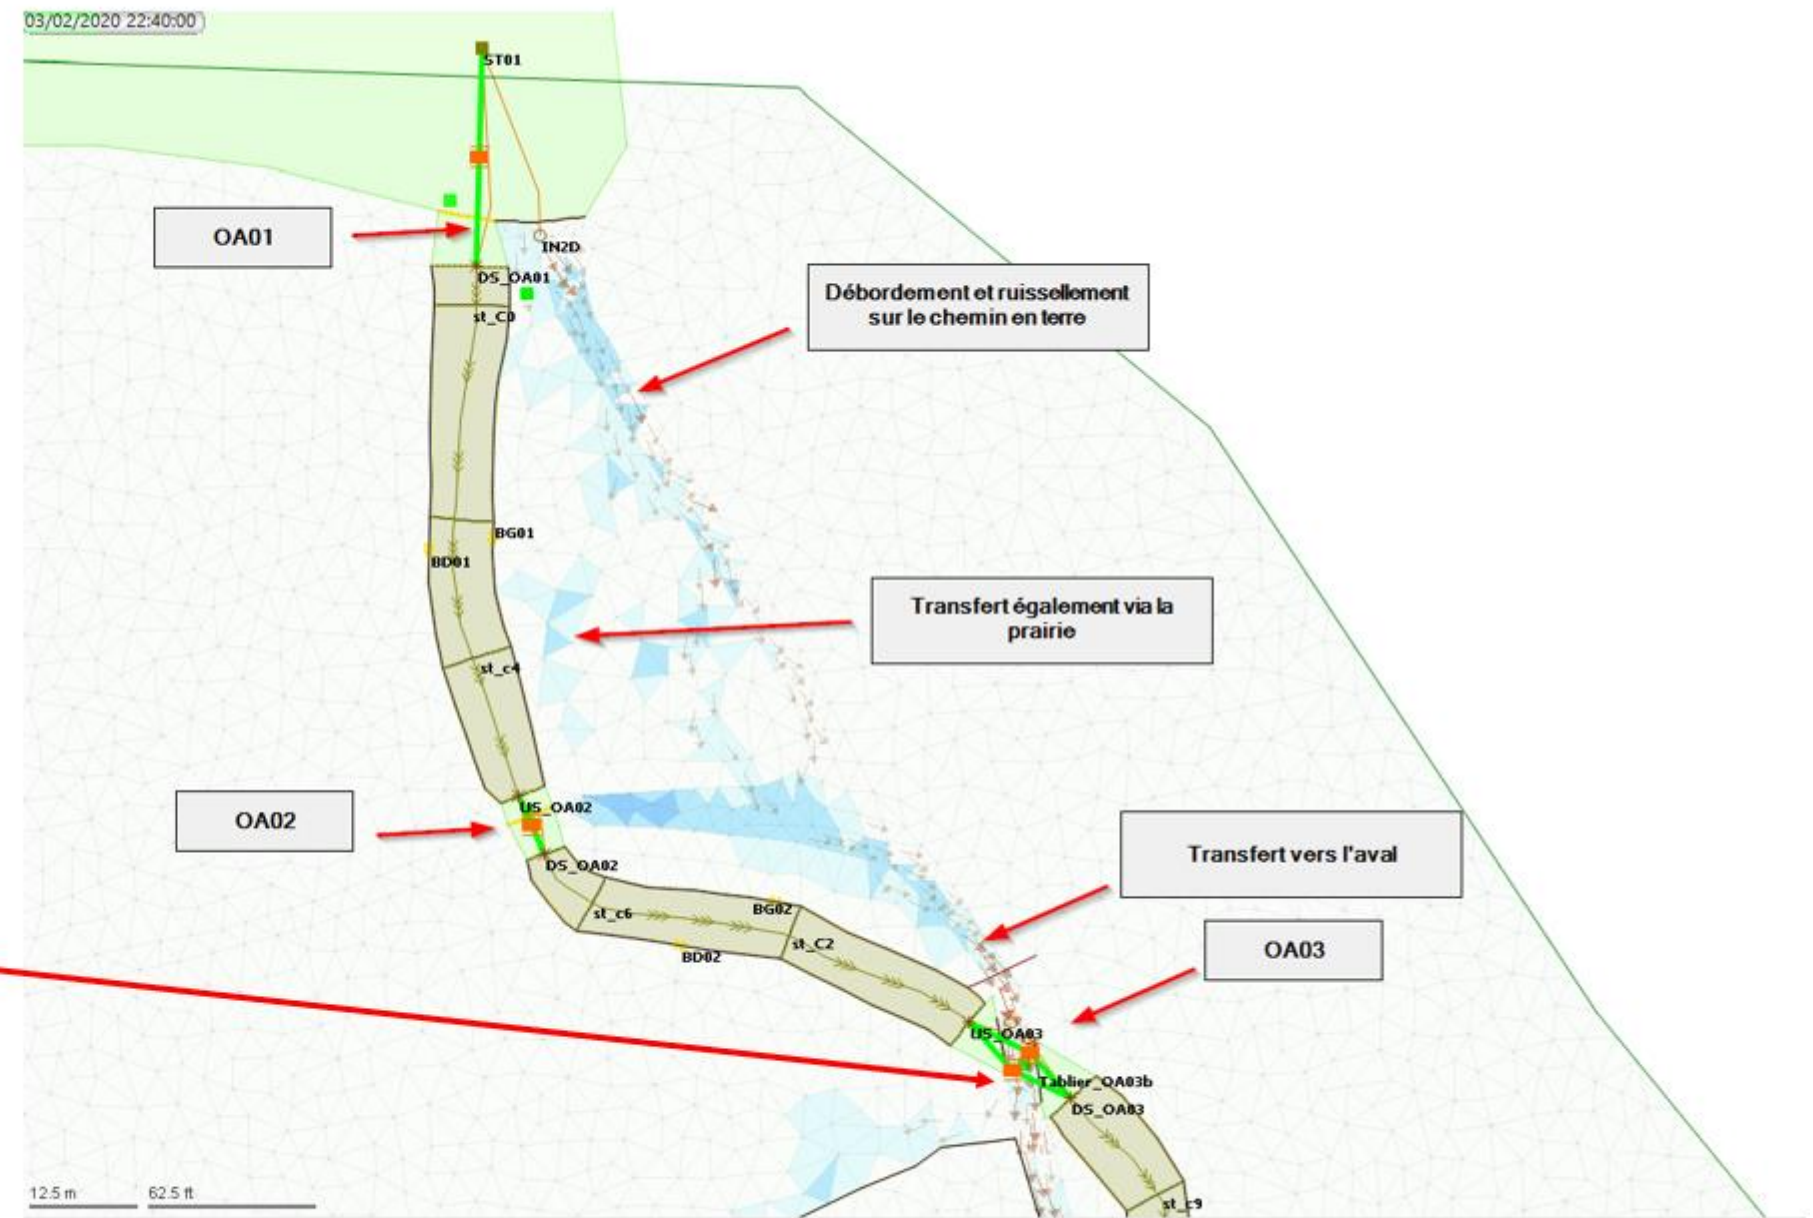 03/02/2020 22:40:00
ST01
OA01
IN2D
DS_OA01
st_C0
Débordement et ruissellement
sur le chemin en terre
BG01
BD01
Transfert également via la
prairie
st_c4
US_OA02
OA02
DS_OA02
Transfert vers l'aval
BG02
st_c6
st_C2
BD02
OA03
US_OA03
Tablier_OA03b
DS_OA03
12.5 m
62.5 ft
st_c9